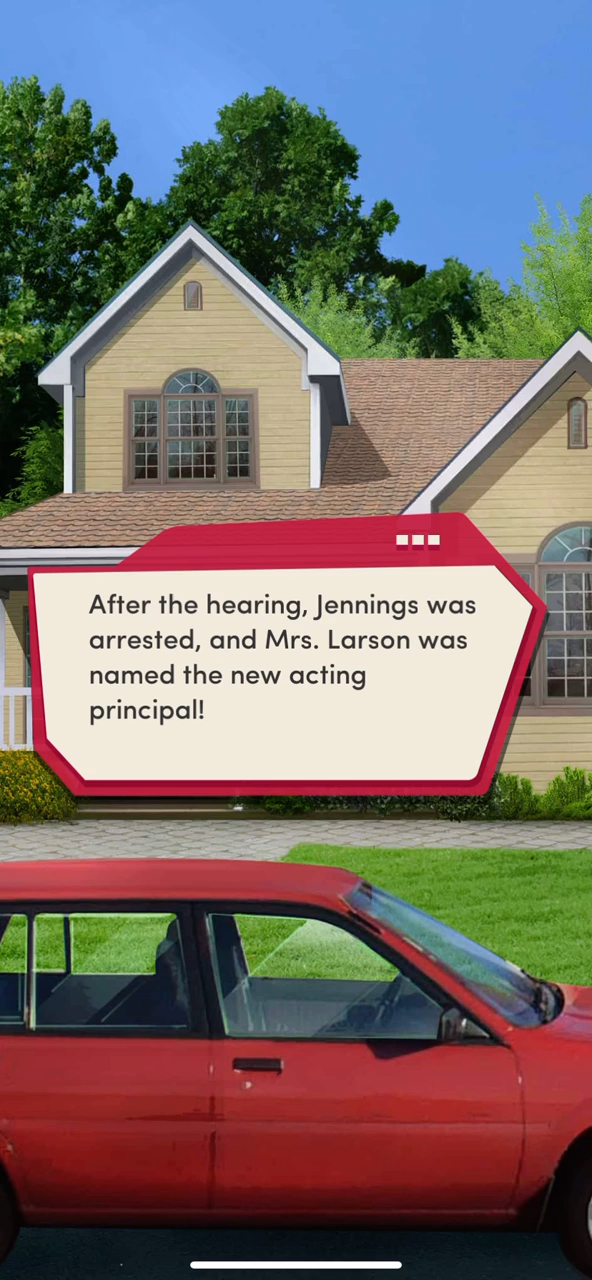 After the hearing, Jennings was
arrested, and Mrs. Larson was
named the new acting
principal!